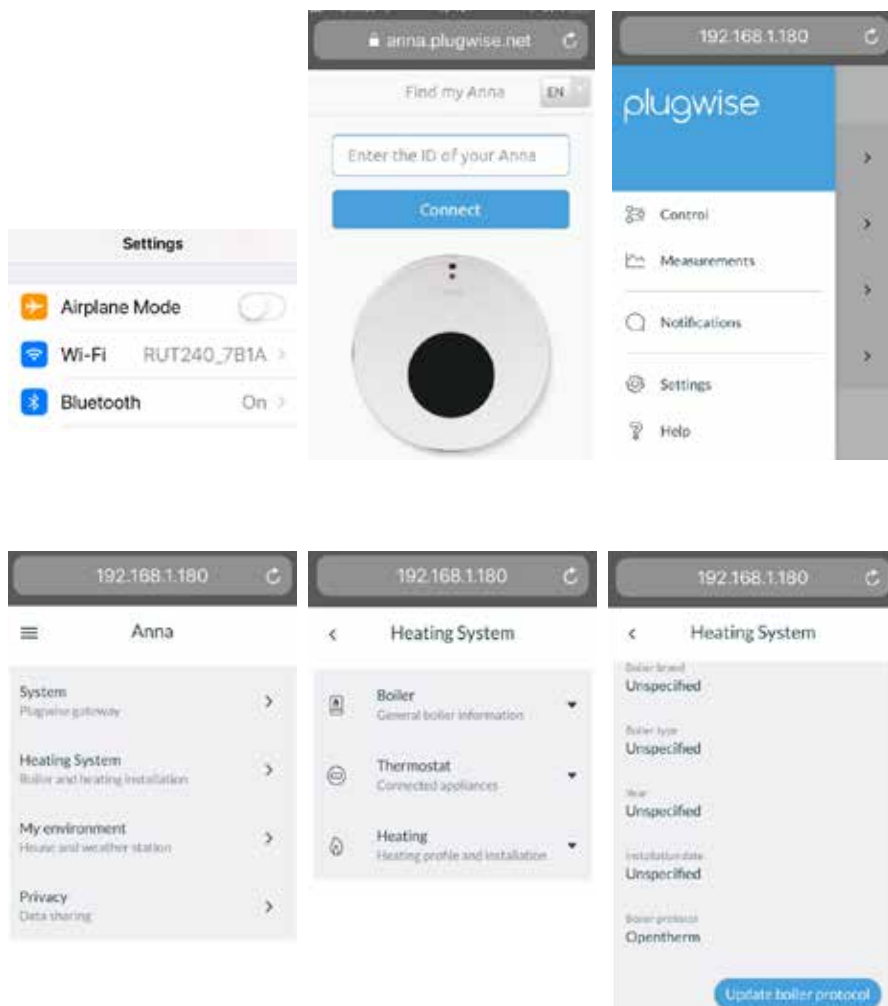 Settings
Airplane Mode
Wi-Fi RUT240_7B1A
Bluetooth On
anna.plugwise.net
Find my Anna EN
Enter the ID of your Anna
Connect
192.168.1.180
plugwise
Control
Measurements
Notifications
Settings
Help
192.168.1.180
Anna
System
Plugwise gateway
Heating System
Boiler and heating installation
My environment
House and weather station
Privacy
Data sharing
192.168.1.180
Heating System
Boiler
General boiler information
Thermostat
Connected appliances
Heating
Heating profile and installation
192.168.1.180
Heating System
Boiler brand
Unspecified
Boiler type
Unspecified
Year
Unspecified
Installation date
Unspecified
Boiler protocol
Opentherm
Update boiler protocol